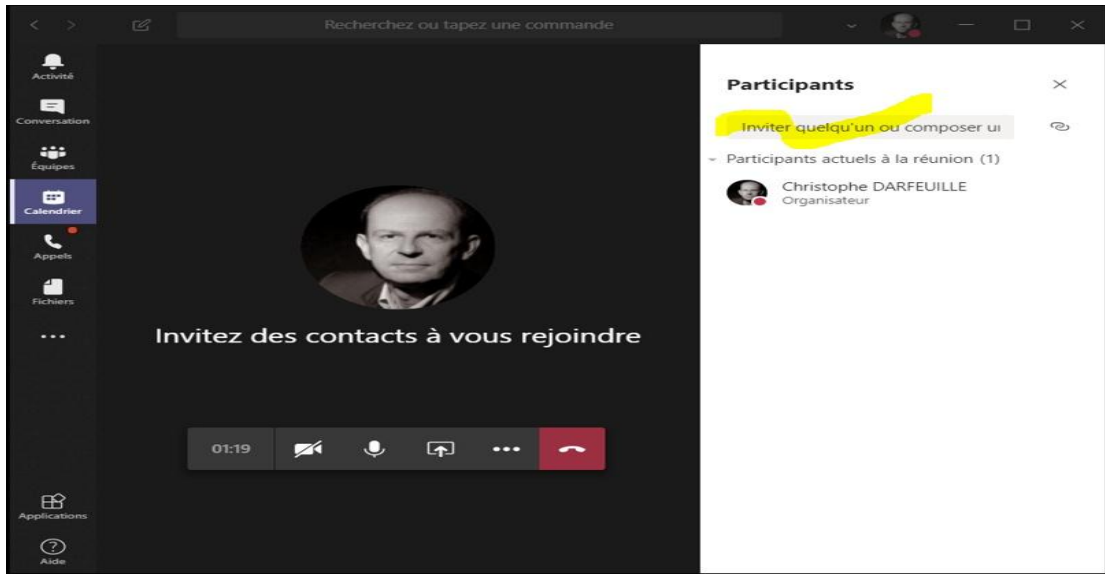 Recherchez ou tapez une commande
Activité
Conversation
Équipes
Calendrier
Appels
Fichiers
Applications
Aide
Invitez des contacts à vous rejoindre
01:19
Participants
Inviter quelqu'un ou composer
Participants actuels à la réunion (1)
Christophe DARFEUILLE
Organisateur